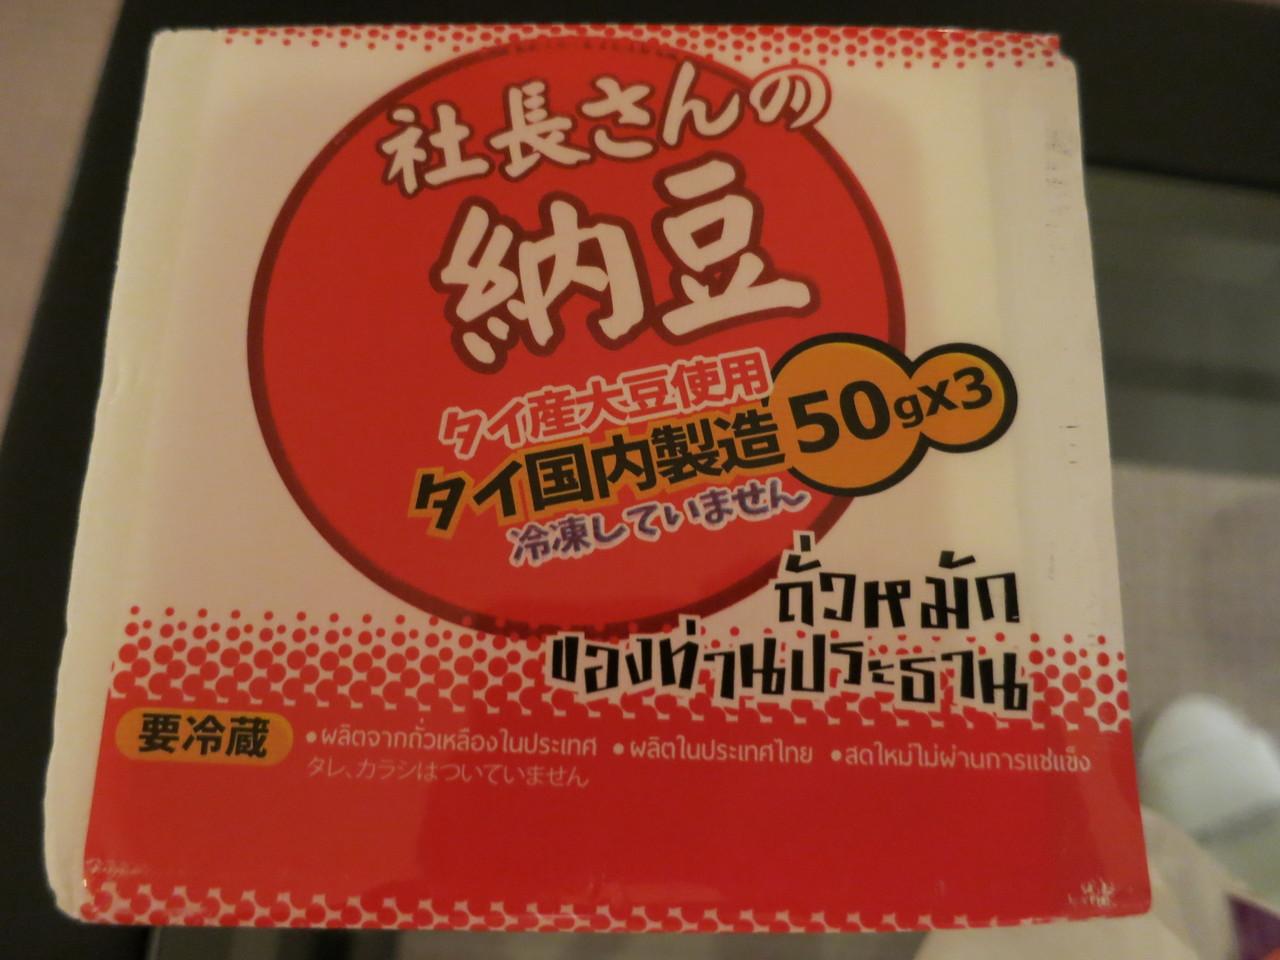 社長さんの
納豆
タイ産大豆使用
タイ国内製造
50gx3
冷凍していません
ถั่วหมัก
ของท่านประธาน
要冷蔵
•ผลิตจากถั่วเหลืองในประเทศ •ผลิตในประเทศไทย •สดใหม่ไม่ผ่านการแช่แข็ง
タレ、カラシはついていません